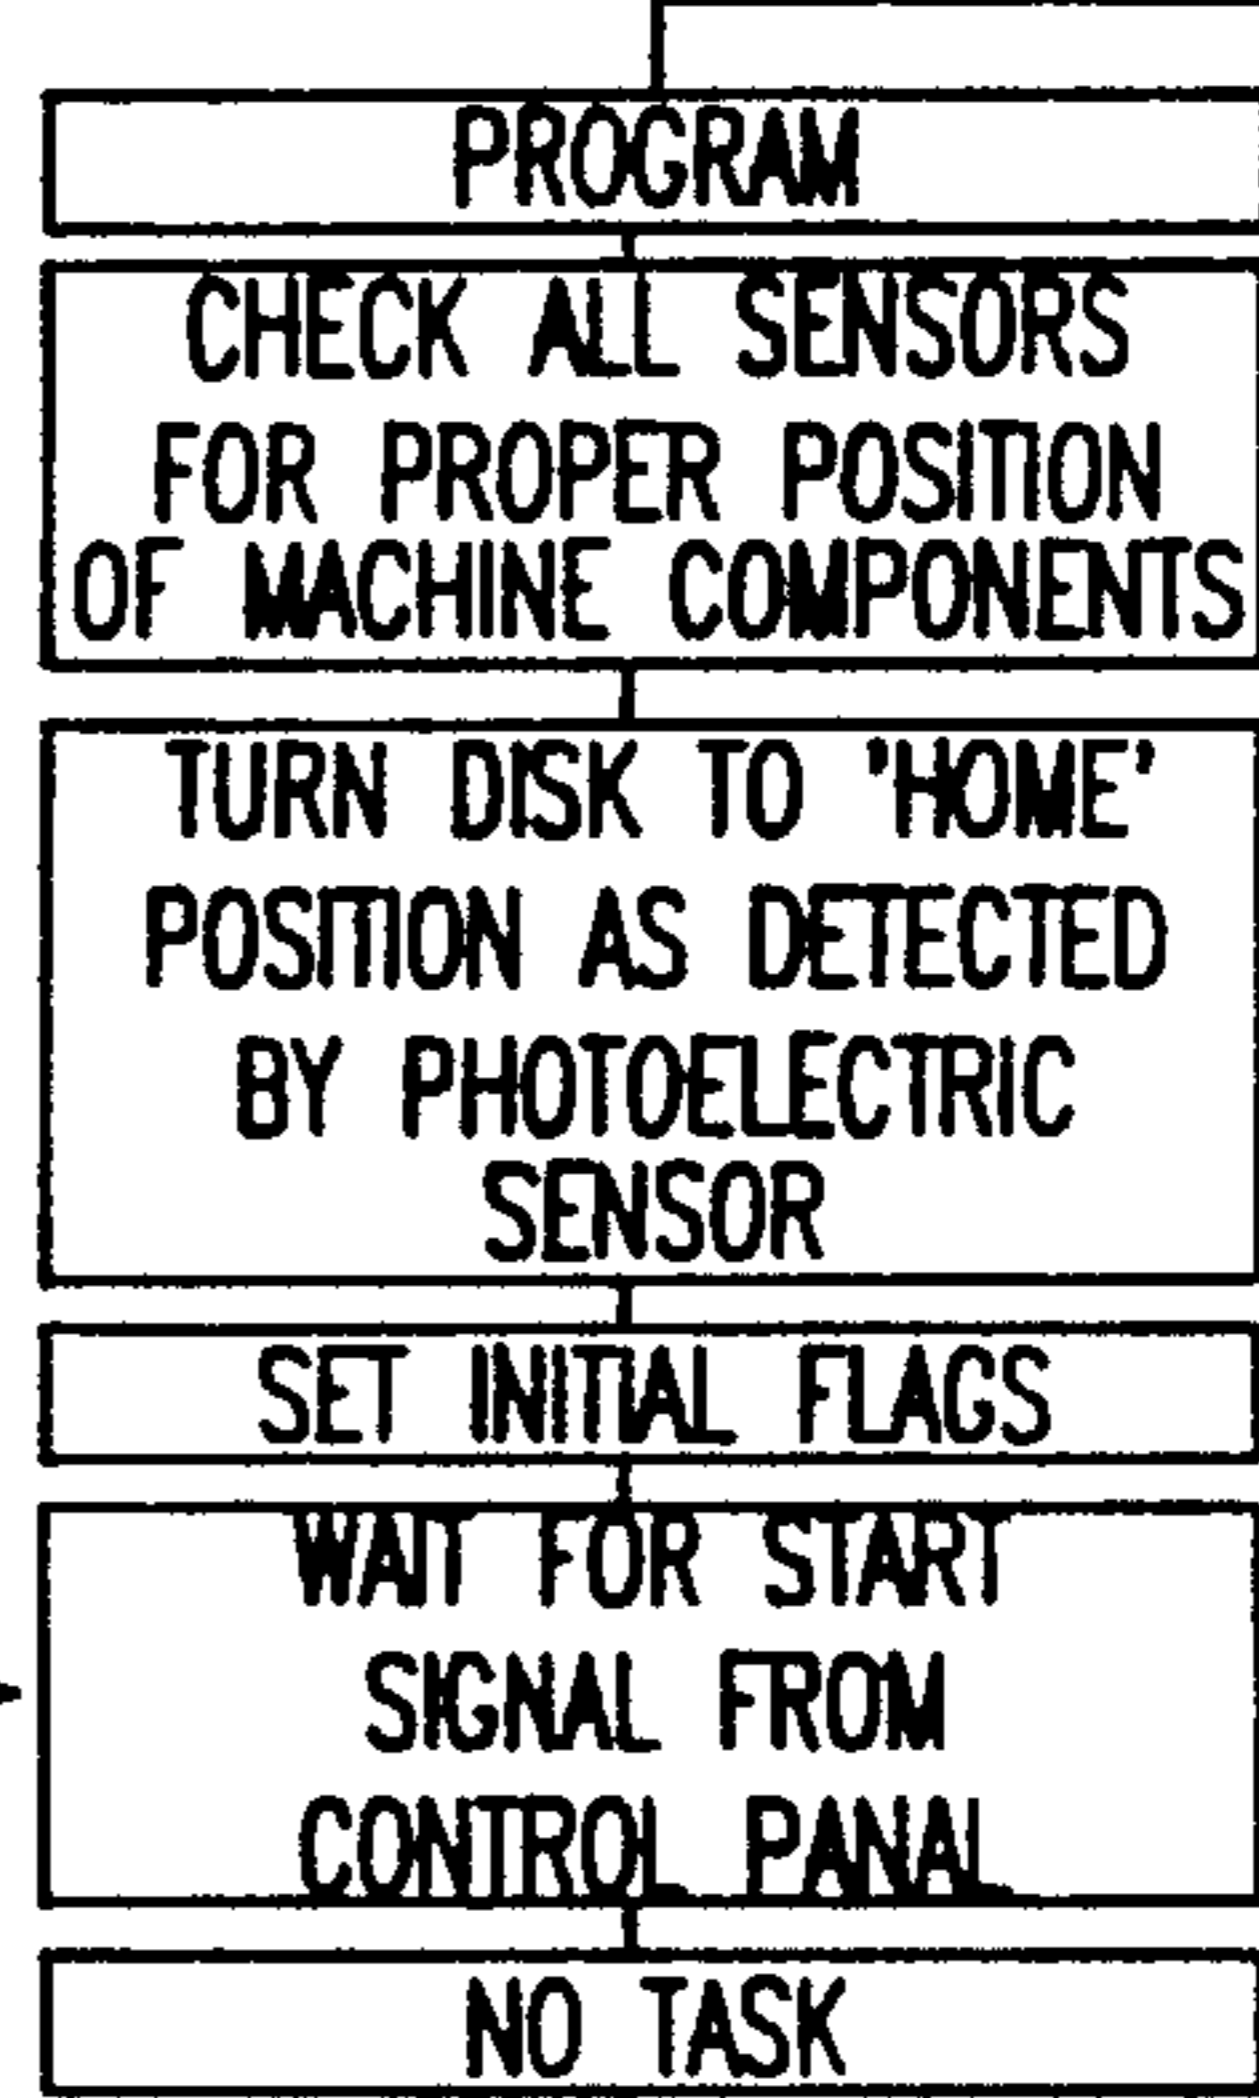 PROGRAM
CHECK ALL SENSORS
FOR PROPER POSITION
OF MACHINE COMPONENTS
TURN DISK TO 'HOME'
POSITION AS DETECTED
BY PHOTOELECTRIC
SENSOR
SET INITIAL FLAGS
WAIT FOR START
SIGNAL FROM
CONTROL PANAL
NO TASK